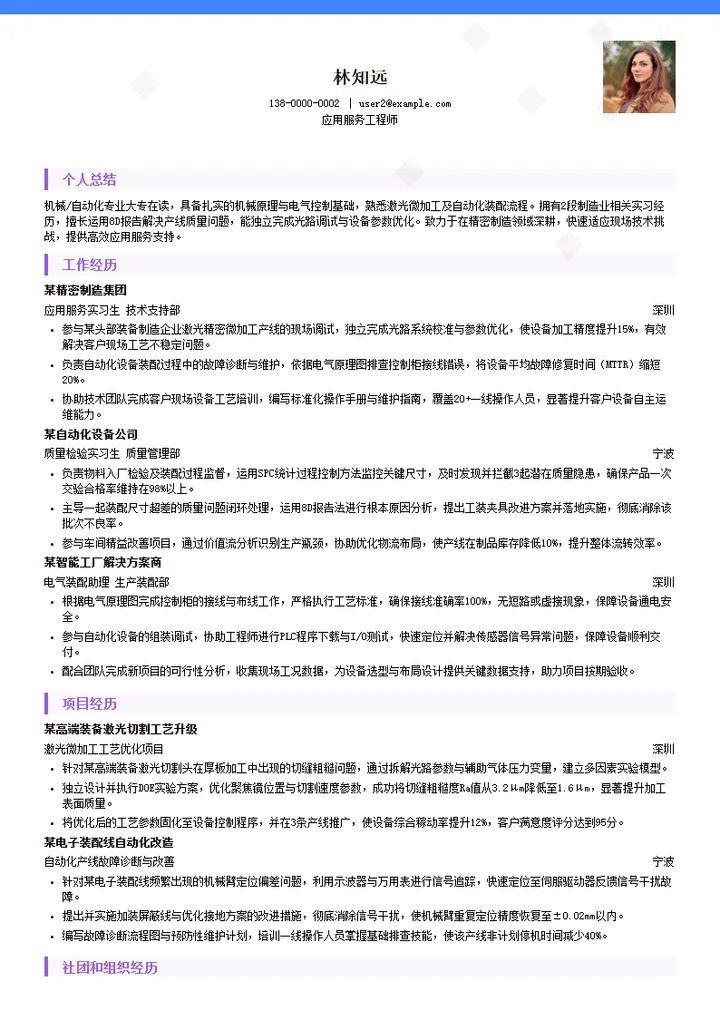 林知远
138-0000-0002 | user2@example.com
应用服务工程师
个人总结
机械/自动化专业大专在读，具备扎实的机械原理与电气控制基础，熟悉激光微加工及自动化装配流程。拥有2段制造业相关实习经
历，擅长运用8D报告解决产线质量问题，能独立完成光路调试与设备参数优化。致力于在精密制造领域深耕，快速适应现场技术挑
战，提供高效应用服务支持。
工作经历
某精密制造集团
应用服务实习生 技术支持部 深圳
• 参与某头部装备制造企业激光精密微加工产线的现场调试，独立完成光路系统校准与参数优化，使设备加工精度提升15%，有效
解决客户现场工艺不稳定问题。
• 负责自动化设备装配过程中的故障诊断与维护，依据电气原理图排查控制柜接线错误，将设备平均故障修复时间（MTTR）缩短
20%。
• 协助技术团队完成客户现场设备工艺培训，编写标准化操作手册与维护指南，覆盖20+一线操作人员，显著提升客户设备自主运
维能力。
某自动化设备公司
质量检验实习生 质量管理部 宁波
• 负责物料入厂检验及装配过程监督，运用SPC统计过程控制方法监控关键尺寸，及时发现并拦截3起潜在质量隐患，确保产品一次
交验合格率维持在98%以上。
• 主导一起装配尺寸超差的质量问题闭环处理，运用8D报告法进行根本原因分析，提出工装夹具改进方案并落地实施，彻底消除该
批次不良率。
• 参与车间精益改善项目，通过价值流分析识别生产瓶颈，协助优化物流布局，使产线在制品库存降低10%，提升整体流转效率。
某智能工厂解决方案商
电气装配助理 生产装配部 深圳
• 根据电气原理图完成控制柜的接线与布线工作，严格执行工艺标准，确保接线准确率100%，无短路或虚接现象，保障设备通电安
全。
• 参与自动化设备的组装调试，协助工程师进行PLC程序下载与I/O测试，快速定位并解决传感器信号异常问题，保障设备顺利交
付。
• 配合团队完成新项目的可行性分析，收集现场工况数据，为设备选型与布局设计提供关键数据支持，助力项目按期验收。
项目经历
某高端装备激光切割工艺升级
激光微加工工艺优化项目 深圳
• 针对某高端装备激光切割头在厚板加工中出现的切缝粗糙问题，通过拆解光路参数与辅助气体压力变量，建立多因素实验模型。
• 独立设计并执行DOE实验方案，优化聚焦镜位置与切割速度参数，成功将切缝粗糙度Ra值从3.2μm降低至1.6μm，显著提升加工
表面质量。
• 将优化后的工艺参数固化至设备控制程序，并在3条产线推广，使设备综合稼动率提升12%，客户满意度评分达到95分。
某电子装配线自动化改造
自动化产线故障诊断与改善 宁波
• 针对某电子装配线频繁出现的机械臂定位偏差问题，利用示波器与万用表进行信号追踪，快速定位至伺服驱动器反馈信号干扰故
障。
• 提出并实施加装屏蔽线与优化接地方案的改进措施，彻底消除信号干扰，使机械臂重复定位精度恢复至±0.02mm以内。
• 编写故障诊断流程图与预防性维护计划，培训一线操作人员掌握基础排查技能，使该产线非计划停机时间减少40%。
社团和组织经历